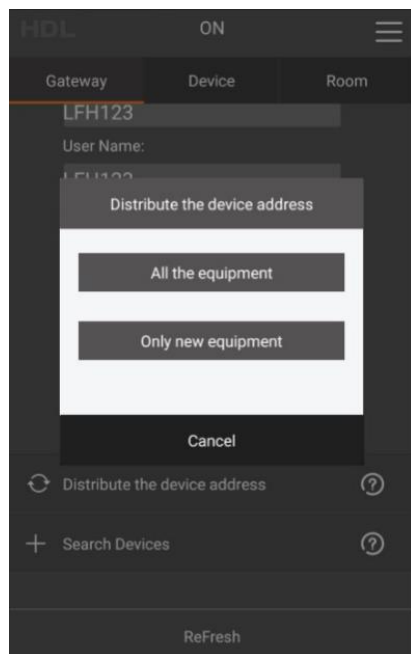 HDL
ON
Gateway
Device
Room
LFH123
User Name:
LFH123
Distribute the device address
All the equipment
Only new equipment
Cancel
Distribute the device address
Search Devices
ReFresh